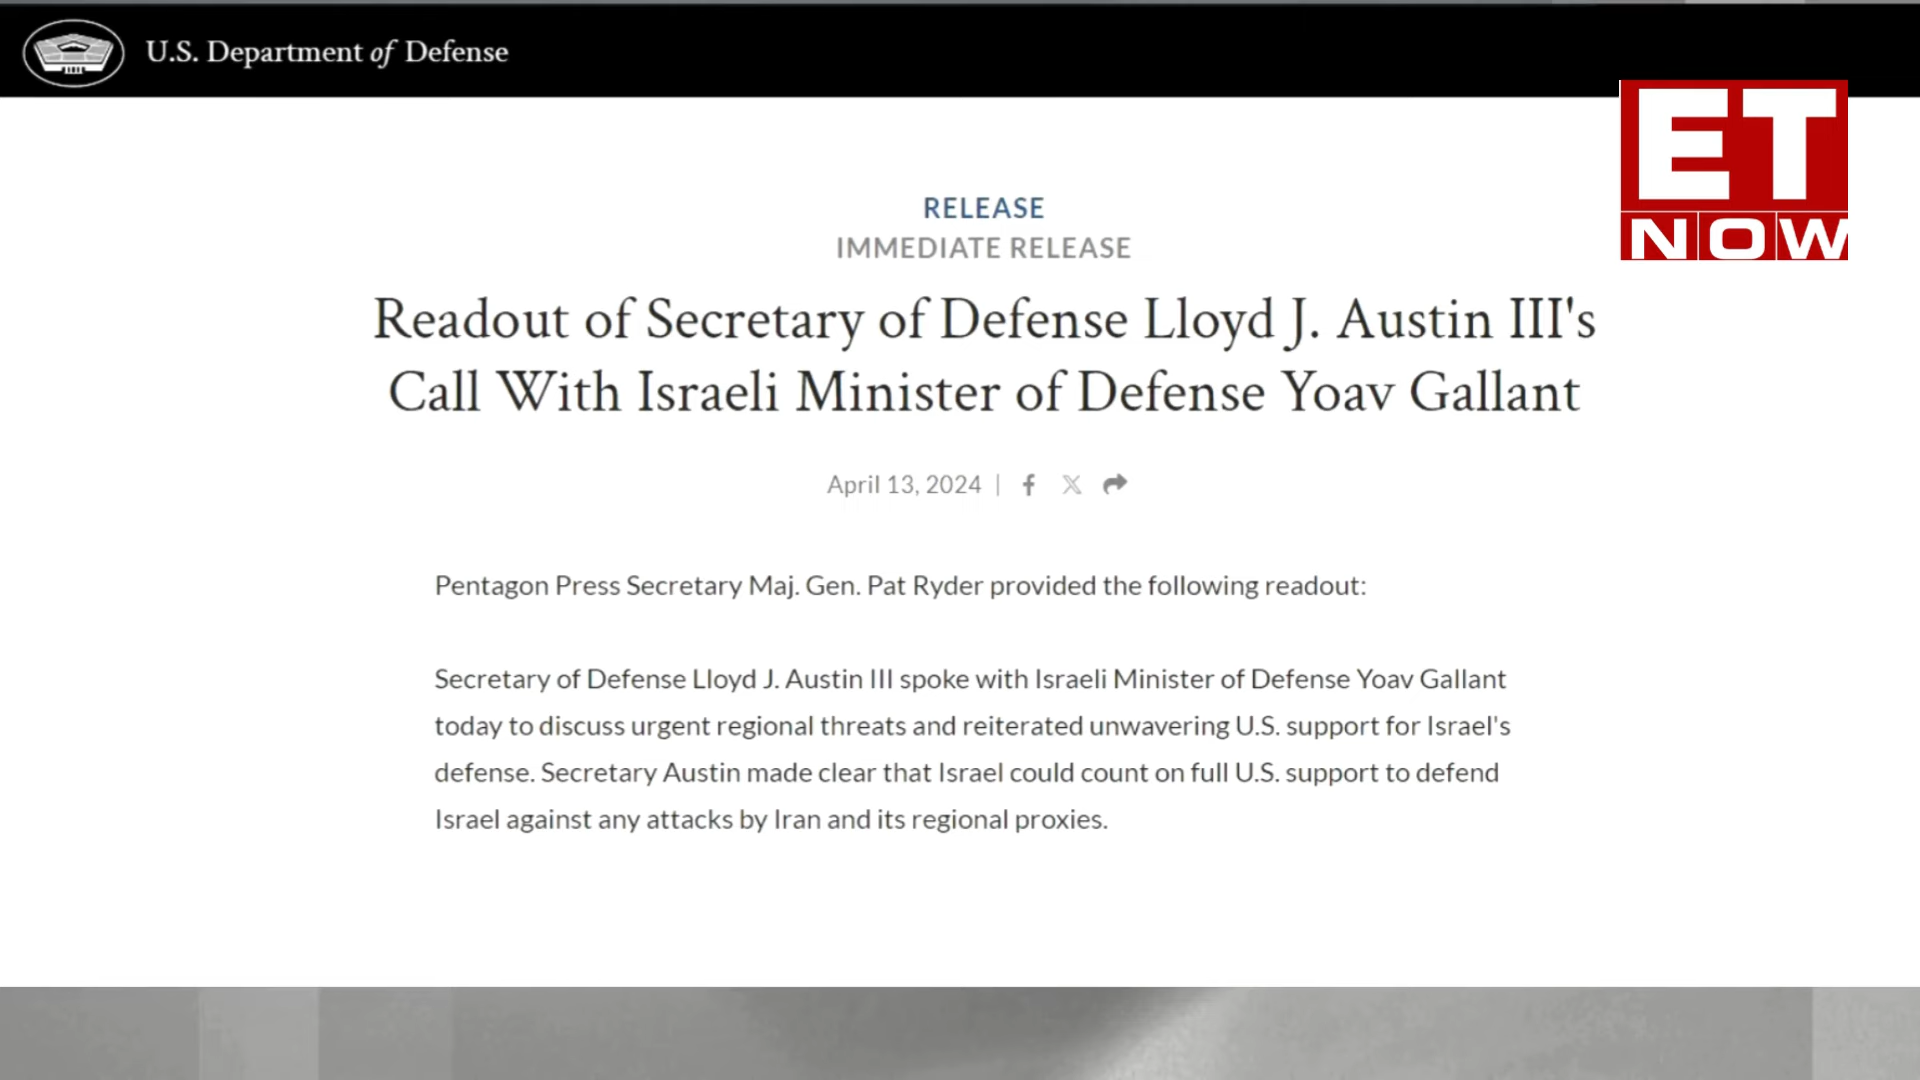 U.S. Department of Defense
ET
NOW
RELEASE
IMMEDIATE RELEASE
Readout of Secretary of Defense Lloyd J. Austin III's
Call With Israeli Minister of Defense Yoav Gallant
April 13, 2024 |
Pentagon Press Secretary Maj. Gen. Pat Ryder provided the following readout:
Secretary of Defense Lloyd J. Austin III spoke with Israeli Minister of Defense Yoav Gallant
today to discuss urgent regional threats and reiterated unwavering U.S. support for Israel's
defense. Secretary Austin made clear that Israel could count on full U.S. support to defend
Israel against any attacks by Iran and its regional proxies.